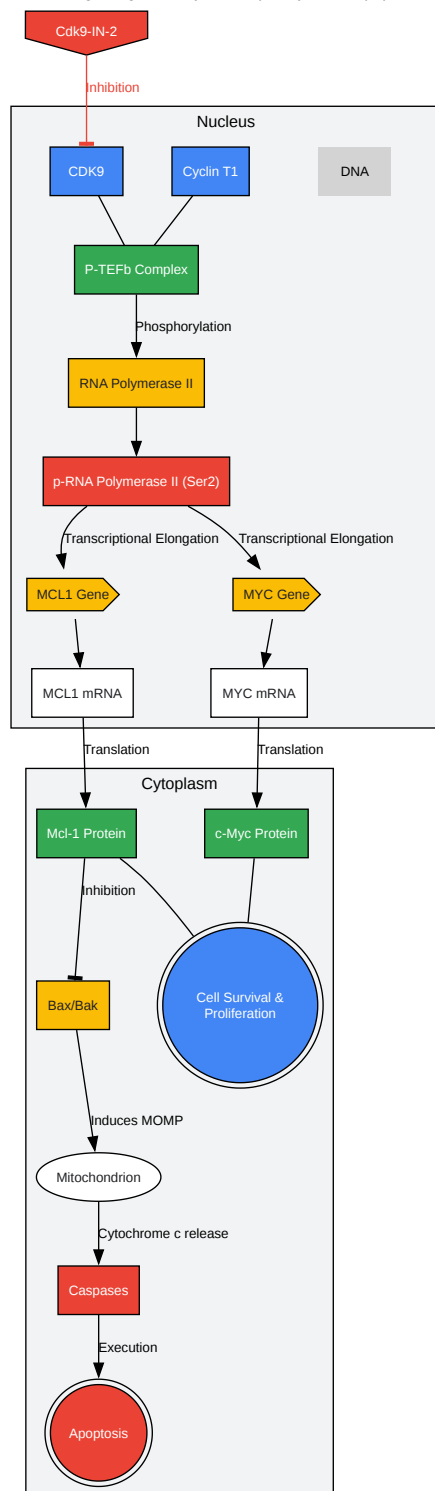 Cdk9-IN-2
Inhibition
Nucleus
CDK9
Cyclin T1
DNA
P-TEFb Complex
Phosphorylation
RNA Polymerase II
p-RNA Polymerase II (Ser2)
Transcriptional Elongation
Transcriptional Elongation
MCL1 Gene
MYC Gene
MCL1 mRNA
MYC mRNA
Translation
Translation
Cytoplasm
Mcl-1 Protein
c-Myc Protein
Inhibition
Bax/Bak
Cell Survival &
Proliferation
Induces MOMP
Mitochondrion
Cytochrome c release
Caspases
Execution
Apoptosis